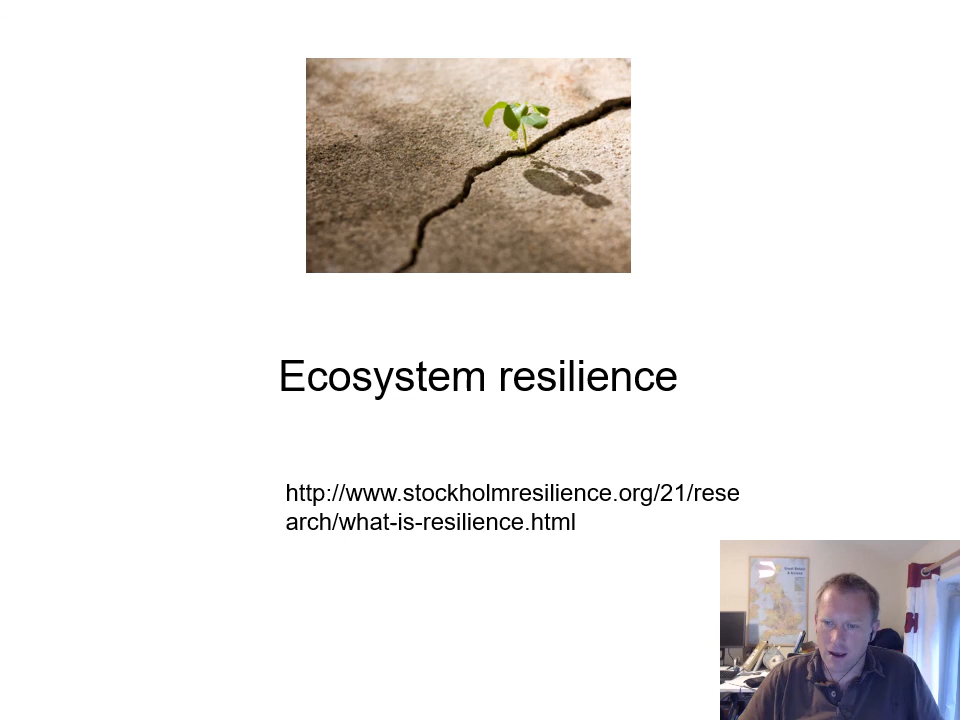 Ecosystem resilience
http://www.stockholmresilience.org/21/rese
arch/what-is-resilience.html